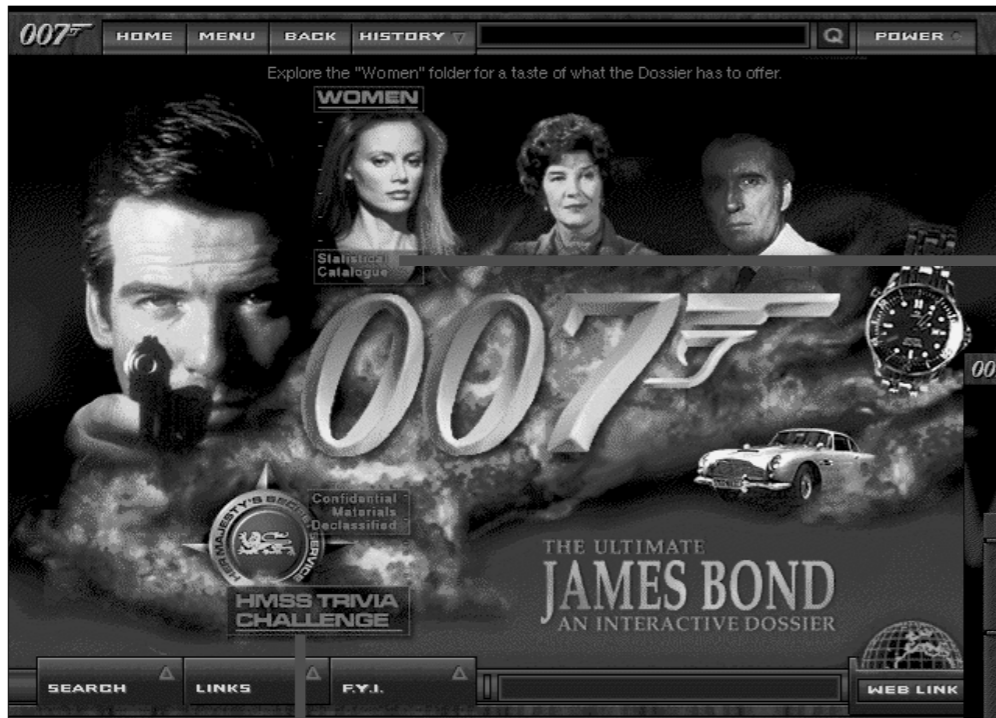 007 HOME MENU BACK HISTORY Q POWER
Explore the "Women" folder for a taste of what the Dossier has to offer.
WOMEN
Statistical
Catalogue
007
00
Confidential
Materials
Declassified
HER MAJESTY'S SECRET SERVICE
HMSS TRIVIA
CHALLENGE
THE ULTIMATE
JAMES BOND
AN INTERACTIVE DOSSIER
SEARCH LINKS F.Y.I. WEB LINK